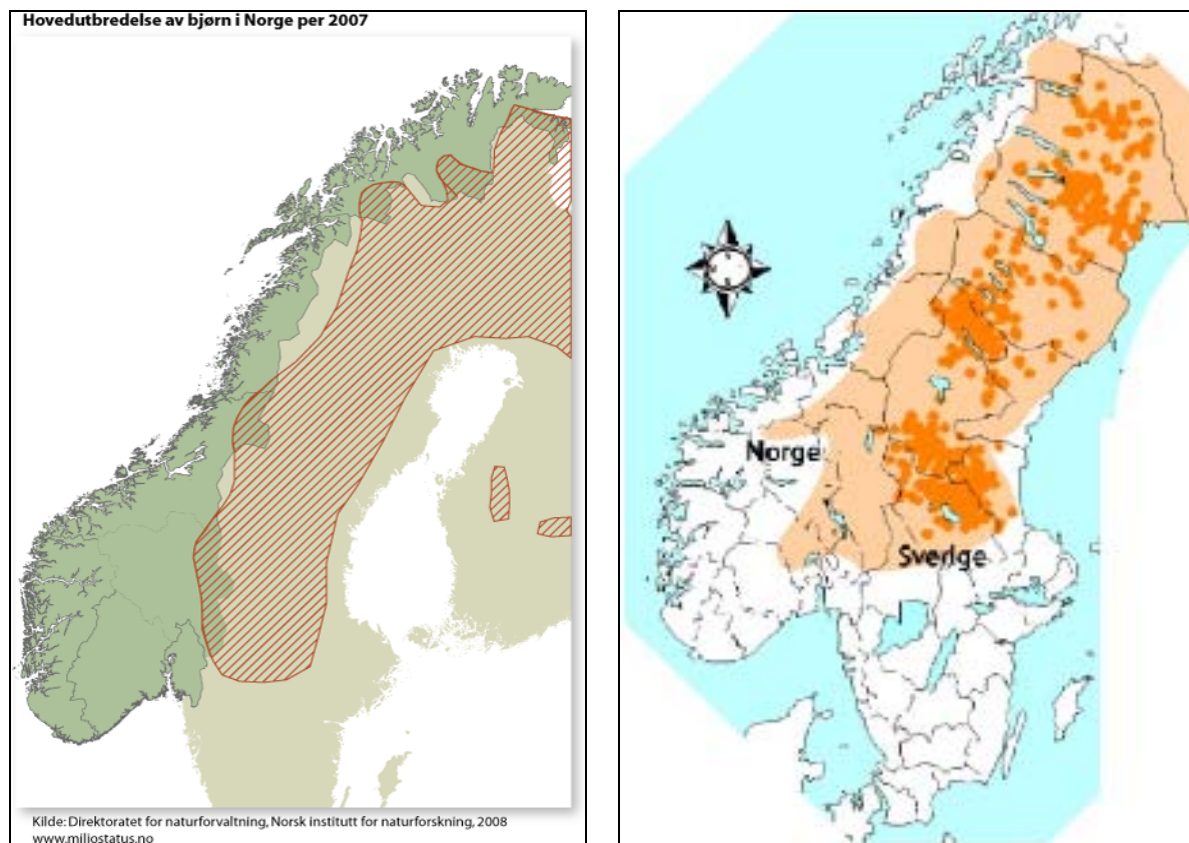 Hovedutbredelse av bjørn i Norge per 2007
Kilde: Direktoratet for naturforvaltning, Norsk institutt for naturforskning, 2008
www.miljostatus.no
Norge
Sverige